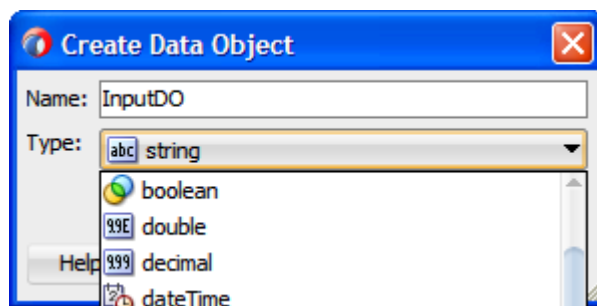 Create Data Object
Name: InputDO
Type: abc string
boolean
99E double
Help 999 decimal
dateTime